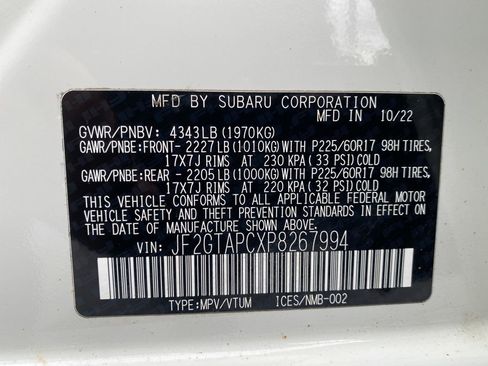 MFD BY SUBARU CORPORATION
MFD IN 10/22
GVWR/PNBV: 4343LB(1970KG)
GAWR/PNBE:FRONT- 2227LB(1010KG)WITH P225/60R17 98H TIRES,
17X7J RIMS AT 230 KPA(33 PSI)COLD
GAWR/PNBE:REAR - 2205LB(1000KG)WITH P225/60R17 98H TIRES,
17X7J RIMS AT 220 KPA(32 PSI)COLD
THIS VEHICLE CONFORMS TO ALL APPLICABLE FEDERAL MOTOR
VEHICLE SAFETY AND THEFT PREVENTION STANDARDS IN EFFECT ON
THE DATE OF MANUFACTURE SHOWN ABOVE.
VIN: JF2GTAPCXP8267994
TYPE:MPV/VTUM ICES/NMB-002